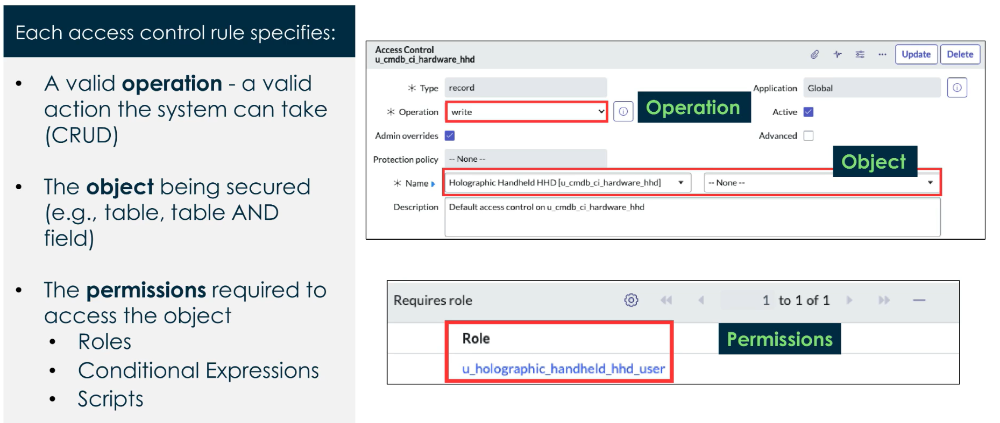 Each access control rule specifies:
• A valid operation - a valid
action the system can take
(CRUD)
• The object being secured
(e.g., table, table AND
field)
• The permissions required to
access the object
• Roles
• Conditional Expressions
• Scripts
Access Control
u_cmdb_ci_hardware_hhd
Update
Delete
Type
record
Application
Global
Operation
write
Operation
Active
Admin overrides
Advanced
Protection policy
-- None --
Object
Name
Holographic Handheld HHD [u_cmdb_ci_hardware_hhd]
-- None --
Description
Default access control on u_cmdb_ci_hardware_hhd
Requires role
1 to 1 of 1
Role
Permissions
u_holographic_handheld_hhd_user